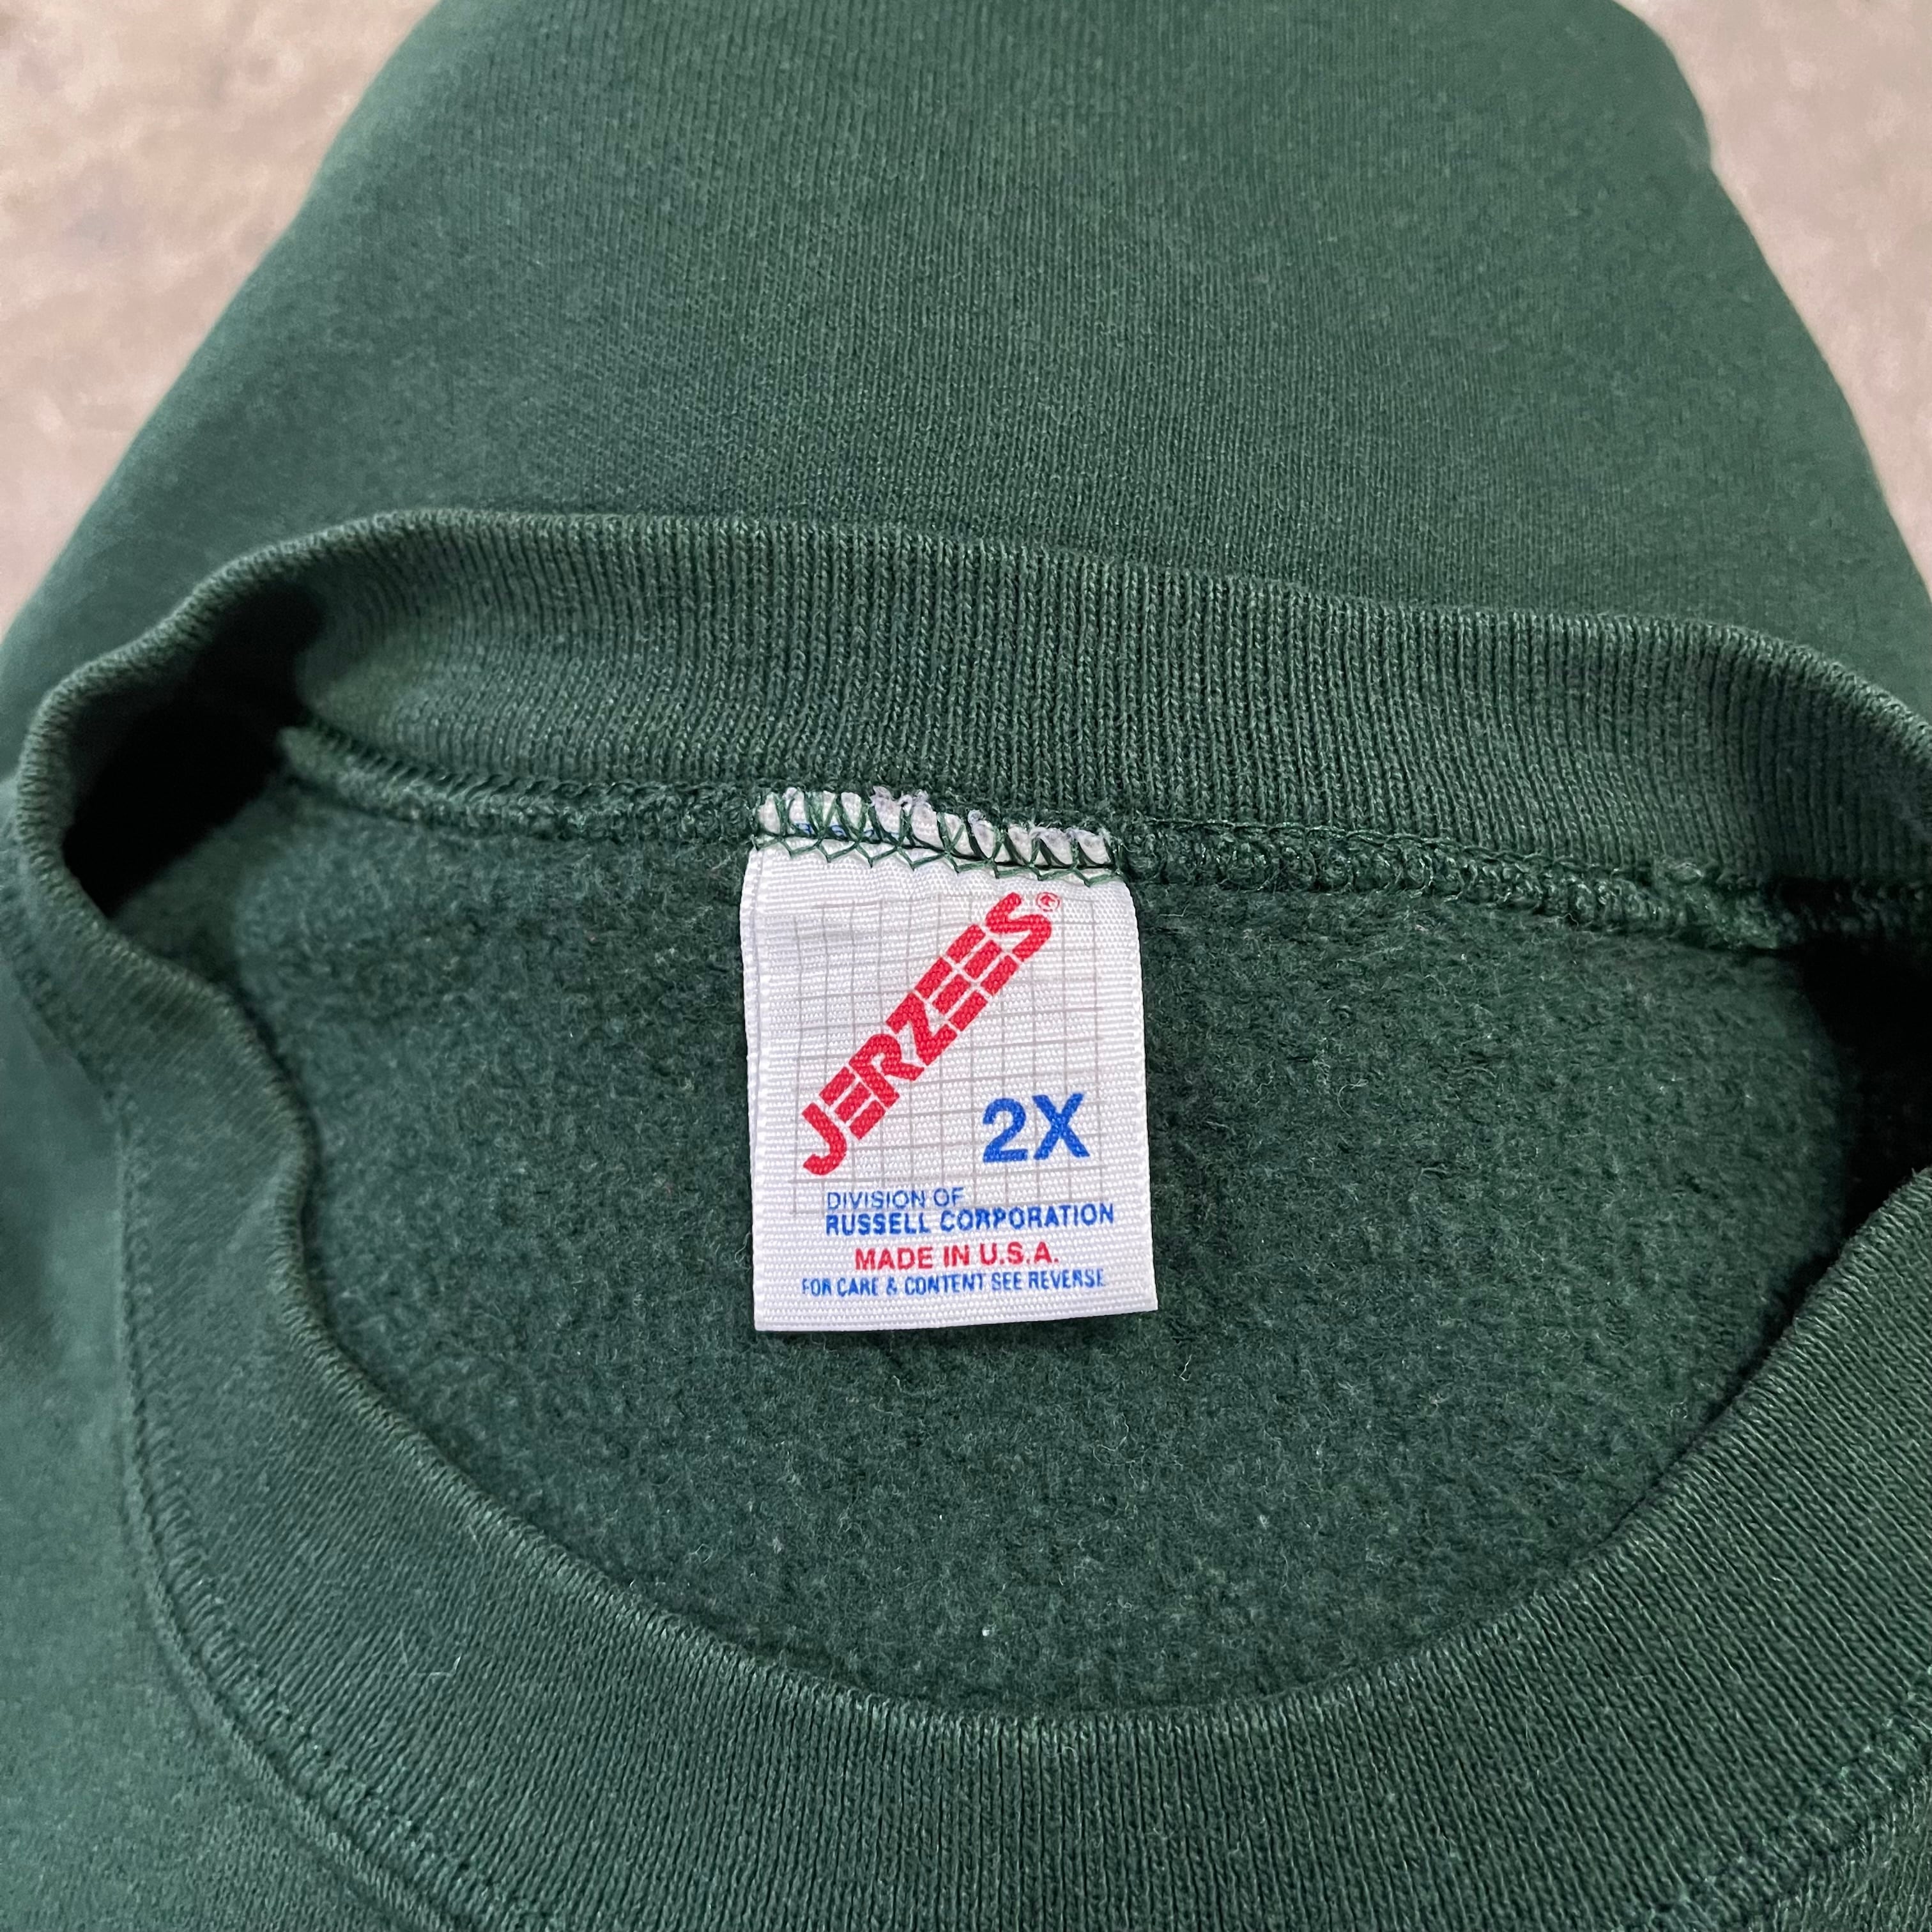 JERZEES®
2X
DIVISION OF
RUSSELL CORPORATION
MADE IN U.S.A.
FOR CARE & CONTENT SEE REVERSE